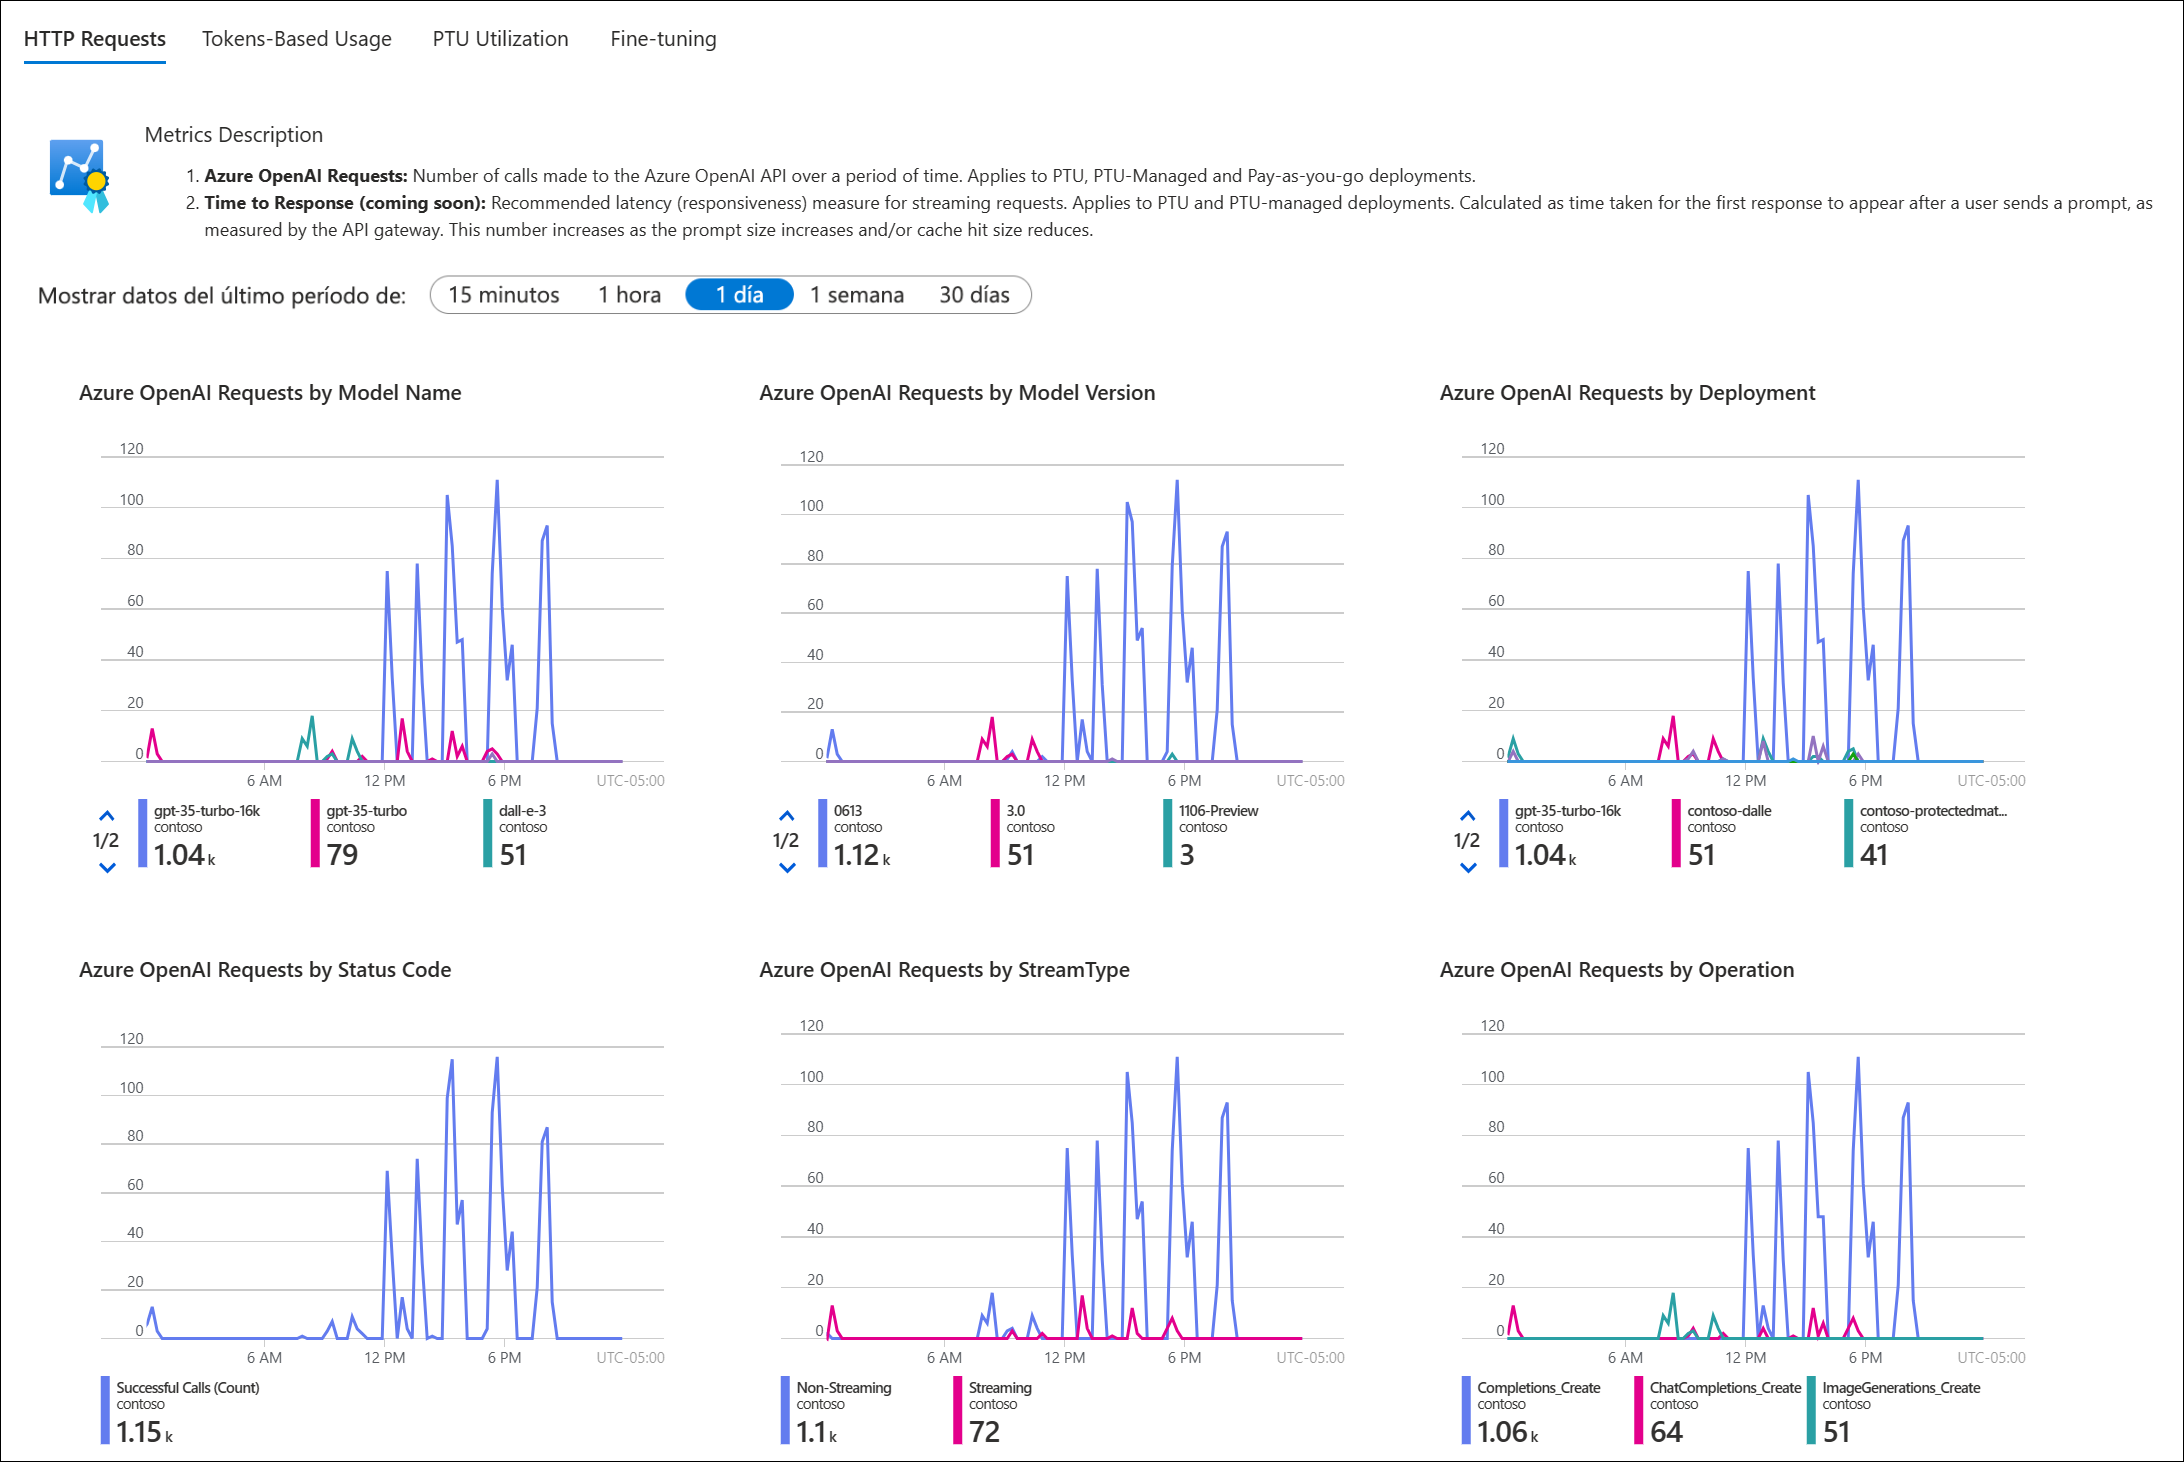 HTTP Requests Tokens-Based Usage PTU Utilization Fine-tuning
Metrics Description
1. Azure OpenAI Requests: Number of calls made to the Azure OpenAI API over a period of time. Applies to PTU, PTU-Managed and Pay-as-you-go deployments.
2. Time to Response (coming soon): Recommended latency (responsiveness) measure for streaming requests. Applies to PTU and PTU-managed deployments. Calculated as time taken for the first response to appear after a user sends a prompt, as
measured by the API gateway. This number increases as the prompt size increases and/or cache hit size reduces.
Mostrar datos del último período de: 15 minutos 1 hora 1 día 1 semana 30 días
Azure OpenAI Requests by Model Name
120
100
80
60
40
20
0
6 AM 12 PM 6 PM UTC-05:00
1/2
gpt-35-turbo-16k
contoso
1.04 k
gpt-35-turbo
contoso
79
dall-e-3
contoso
51
Azure OpenAI Requests by Model Version
120
100
80
60
40
20
0
6 AM 12 PM 6 PM UTC-05:00
1/2
0613
contoso
1.12 k
3.0
contoso
51
1106-Preview
contoso
3
Azure OpenAI Requests by Deployment
120
100
80
60
40
20
0
6 AM 12 PM 6 PM UTC-05:00
1/2
gpt-35-turbo-16k
contoso
1.04 k
contoso-dalle
contoso
51
contoso-protectedmat...
contoso
41
Azure OpenAI Requests by Status Code
120
100
80
60
40
20
0
6 AM 12 PM 6 PM UTC-05:00
Successful Calls (Count)
contoso
1.15 k
Azure OpenAI Requests by StreamType
120
100
80
60
40
20
0
6 AM 12 PM 6 PM UTC-05:00
Non-Streaming
contoso
1.1 k
Streaming
contoso
72
Azure OpenAI Requests by Operation
120
100
80
60
40
20
0
6 AM 12 PM 6 PM UTC-05:00
Completions_Create
contoso
1.06 k
ChatCompletions_Create
contoso
64
ImageGenerations_Create
contoso
51